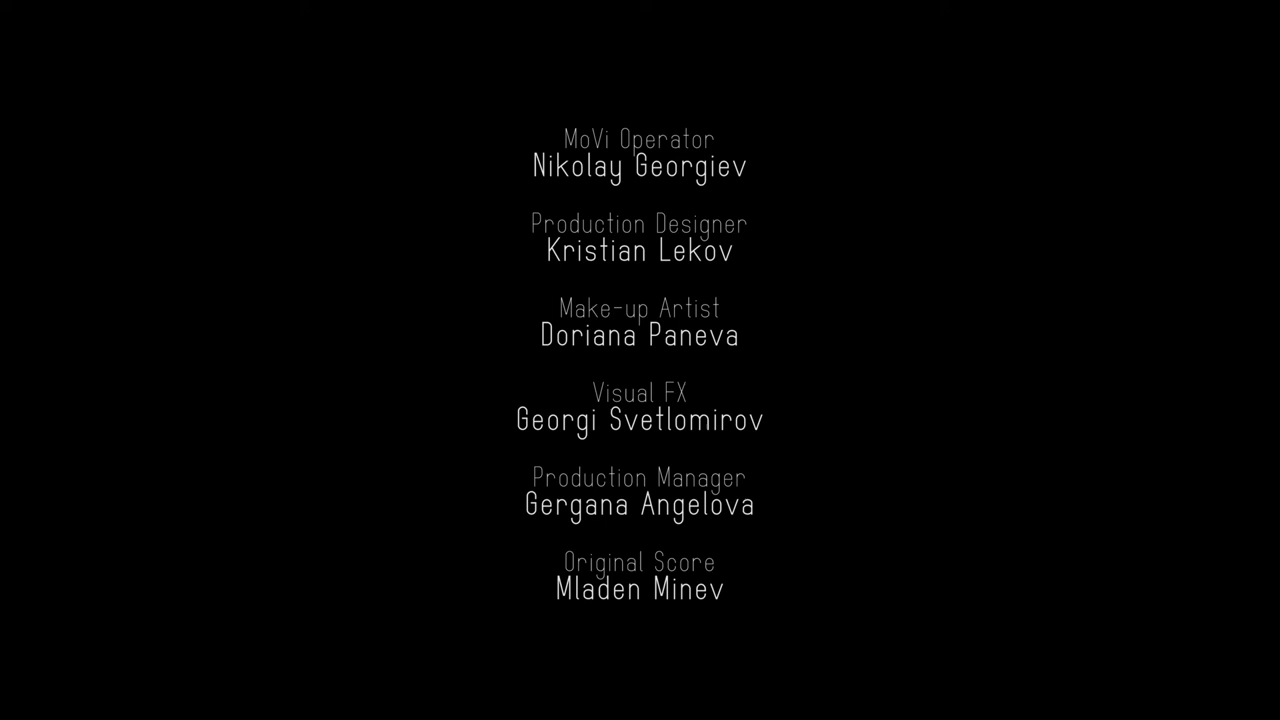 MoVi Operator
Nikolay Georgiev
Production Designer
Kristian Lekov
Make-up Artist
Doriana Paneva
Visual FX
Georgi Svetlomirov
Production Manager
Gergana Angelova
Original Score
Mladen Minev